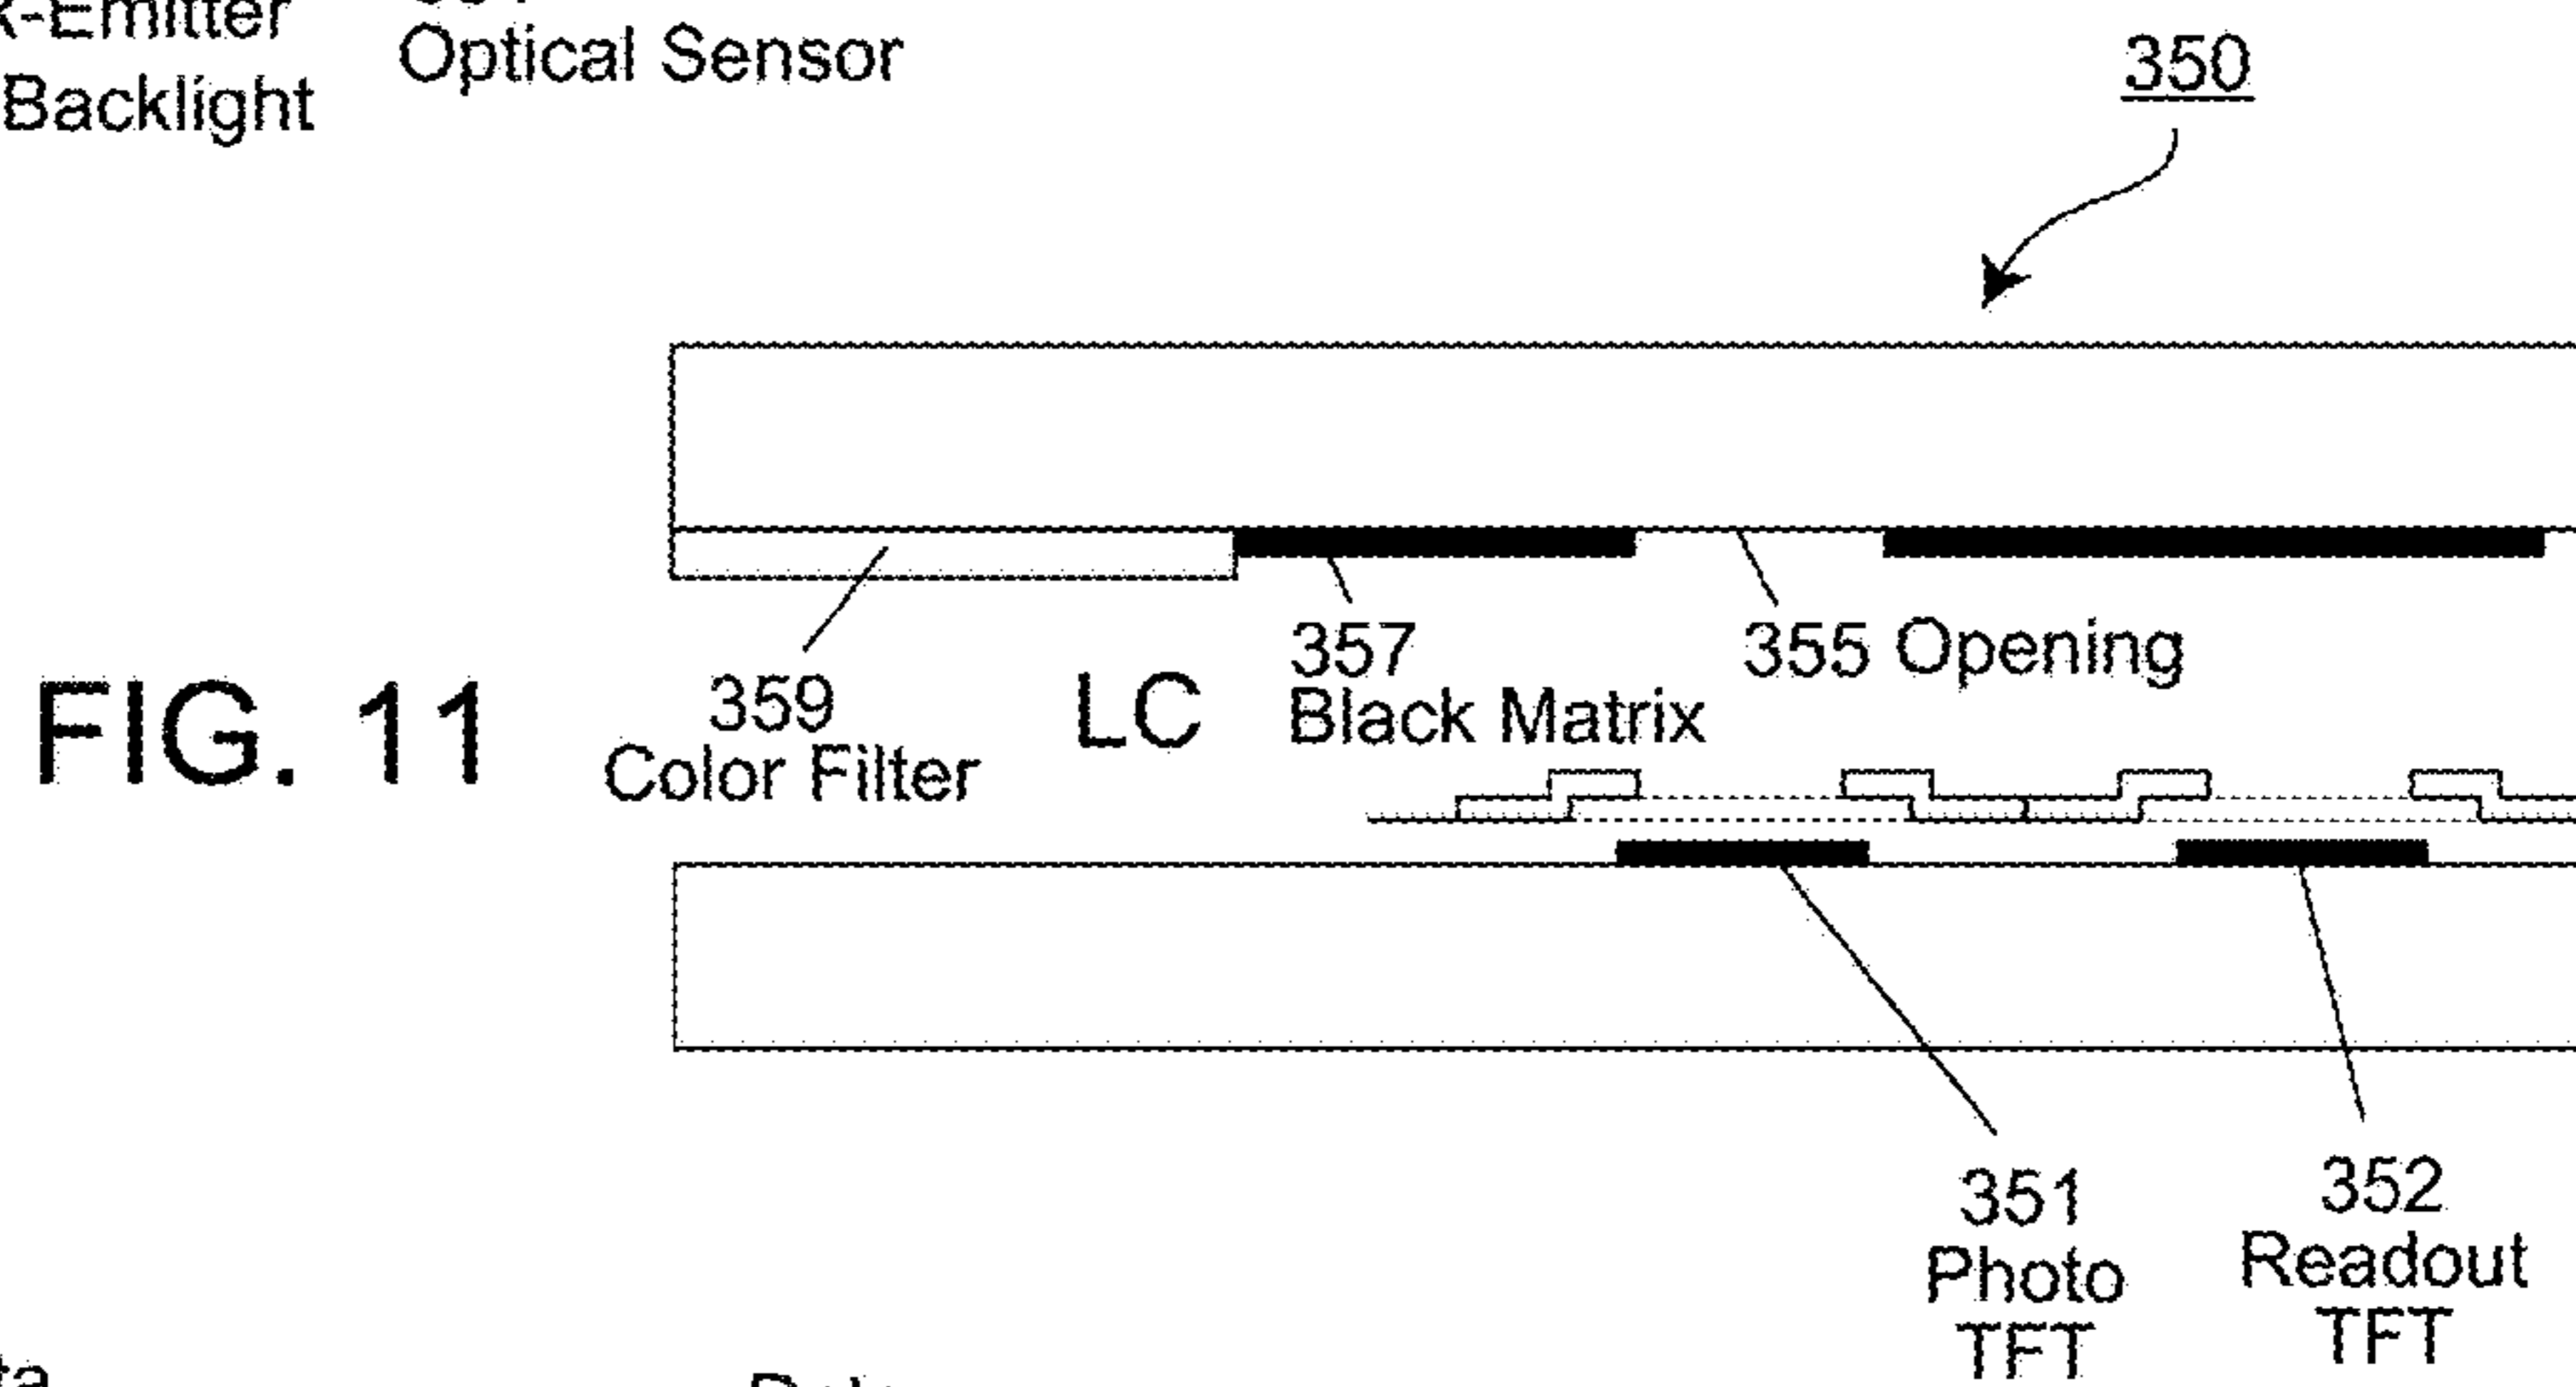 Backlight
Optical Sensor
350
FIG. 11
359
Color Filter
LC
357
Black Matrix
355 Opening
351
Photo
TFT
352
Readout
TFT